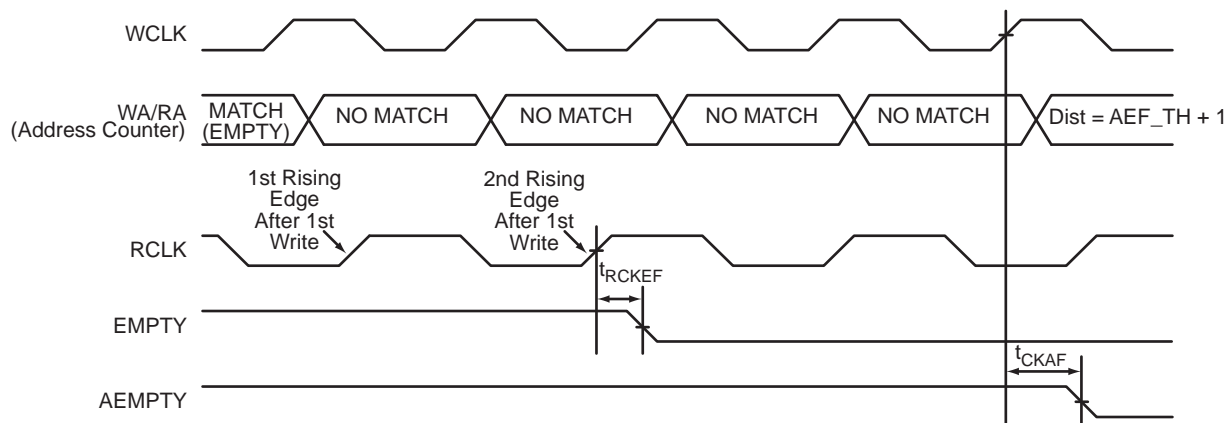 WCLK
WA/RA
(Address Counter)
MATCH
(EMPTY)
NO MATCH
NO MATCH
NO MATCH
NO MATCH
Dist = AEF_TH + 1
1st Rising
Edge
After 1st
Write
2nd Rising
Edge
After 1st
Write
RCLK
tRCKEF
EMPTY
tCKAF
AEMPTY